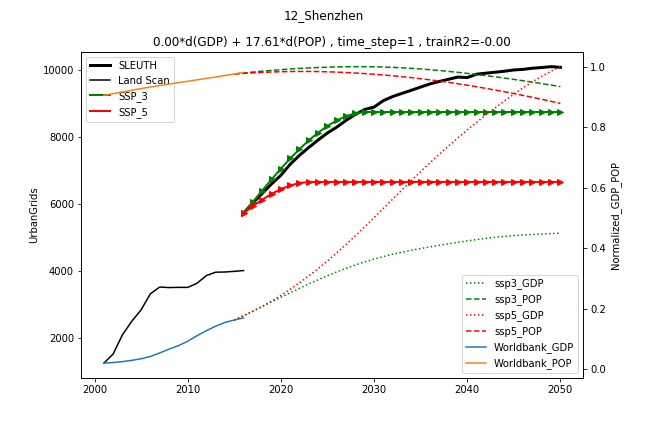 12_Shenzhen
0.00*d(GDP) + 17.61*d(POP) , time_step=1 , trainR2=-0.00
SLEUTH
Land Scan
SSP_3
SSP_5
10000
8000
6000
4000
2000
UrbanGrids
1.0
0.8
0.6
0.4
0.2
0.0
Normalized_GDP_POP
ssp3_GDP
ssp3_POP
ssp5_GDP
ssp5_POP
Worldbank_GDP
Worldbank_POP
2000 2010 2020 2030 2040 2050